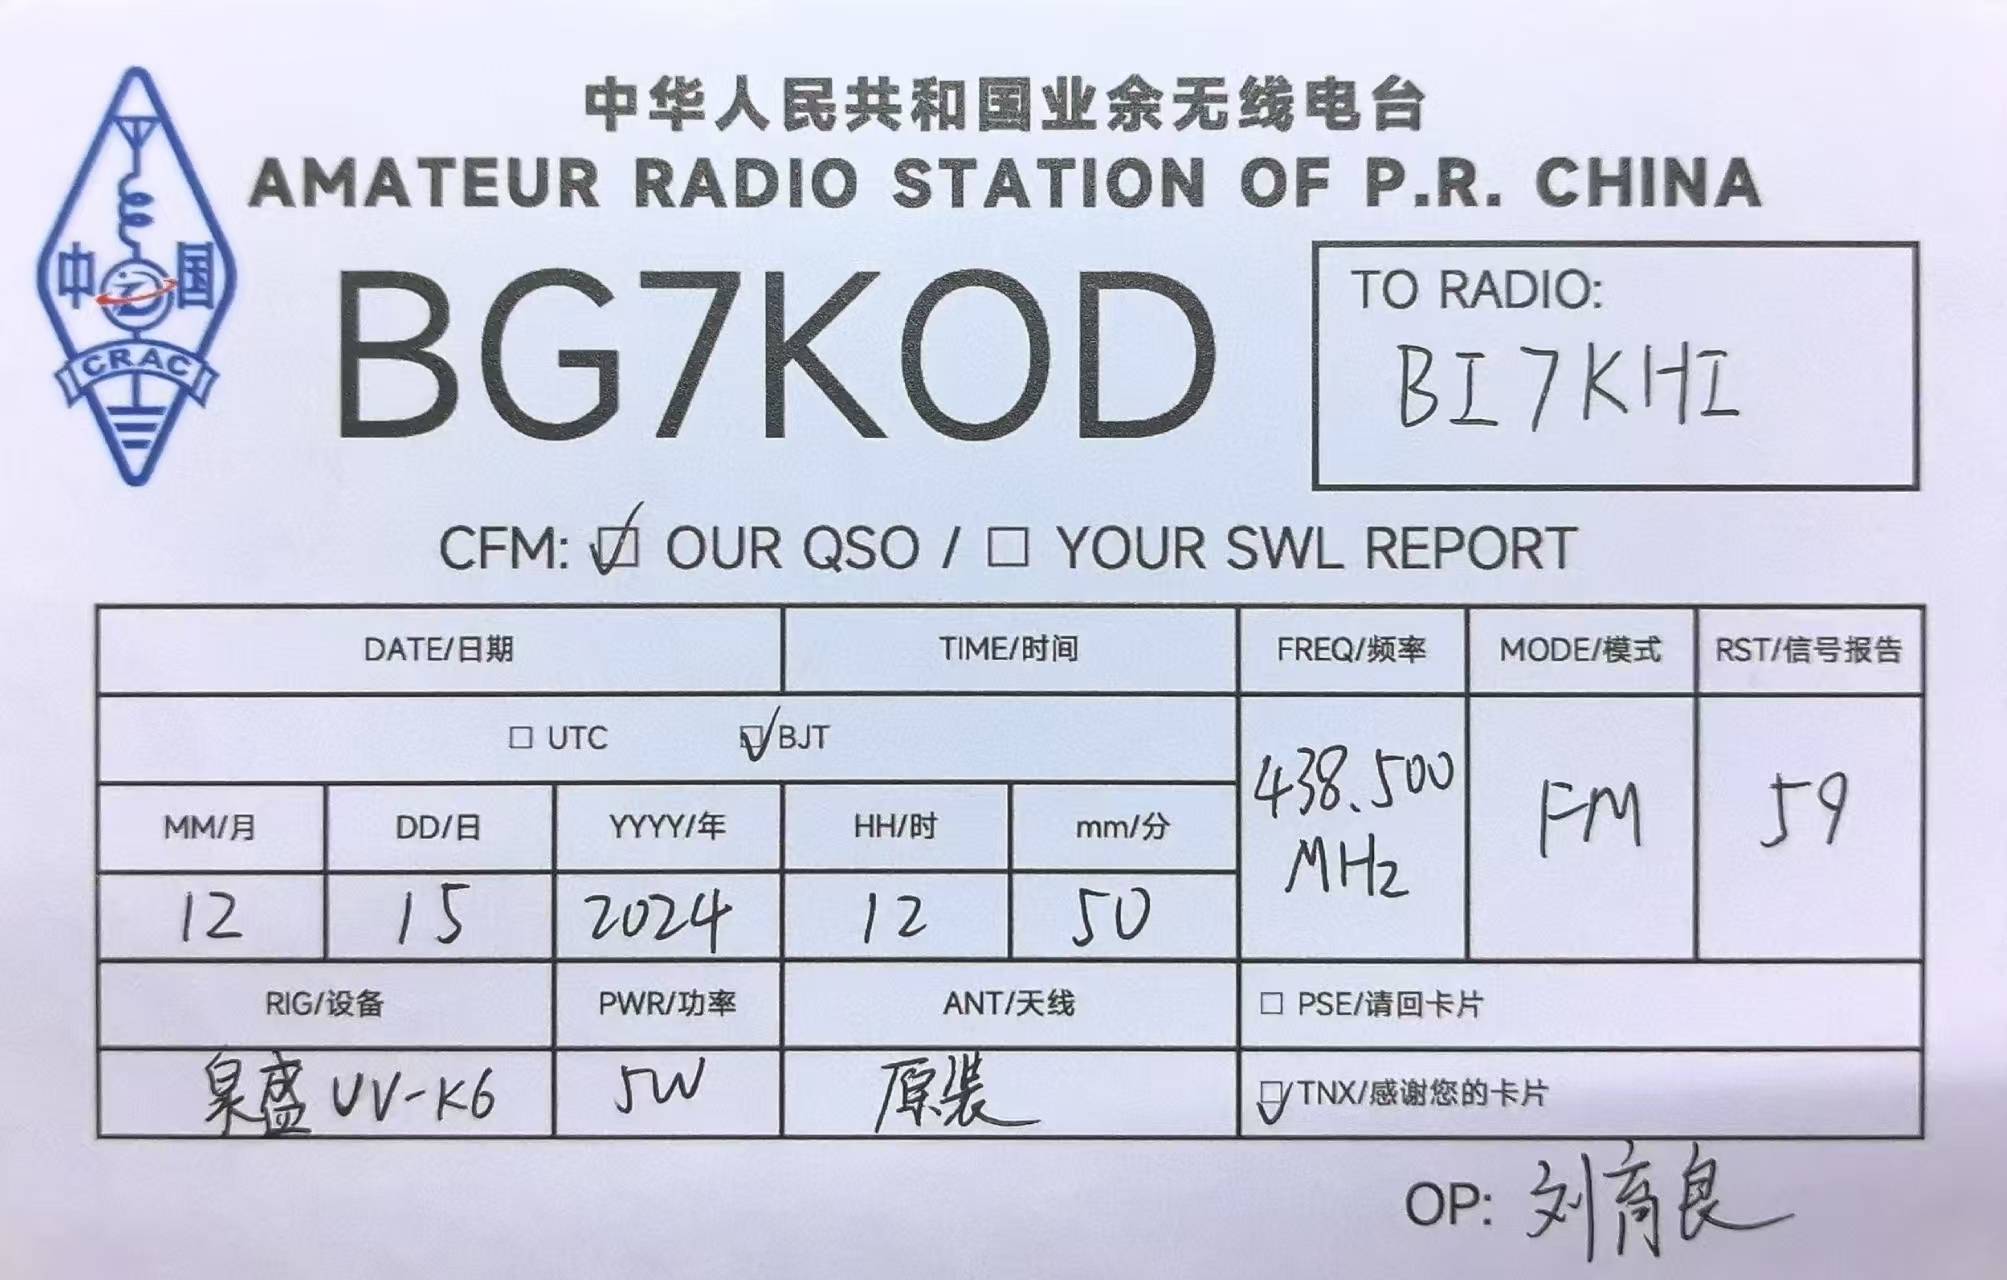 中华人民共和国业余无线电台
AMATEUR RADIO STATION OF P.R. CHINA
中 国
CRAC
BG7KOD
TO RADIO:
BI7KHI
CFM: ☑ OUR QSO / □ YOUR SWL REPORT
DATE/日期 TIME/时间 FREQ/频率 MODE/模式 RST/信号报告
□ UTC ☑ BJT
438.500 MHz FM 59
MM/月 DD/日 YYYY/年 HH/时 mm/分
12 15 2024 12 50
RIG/设备 PWR/功率 ANT/天线 □ PSE/请回卡片
泉盛 UV-K6 5W 原装 ☑ TNX/感谢您的卡片
OP: 刘育良